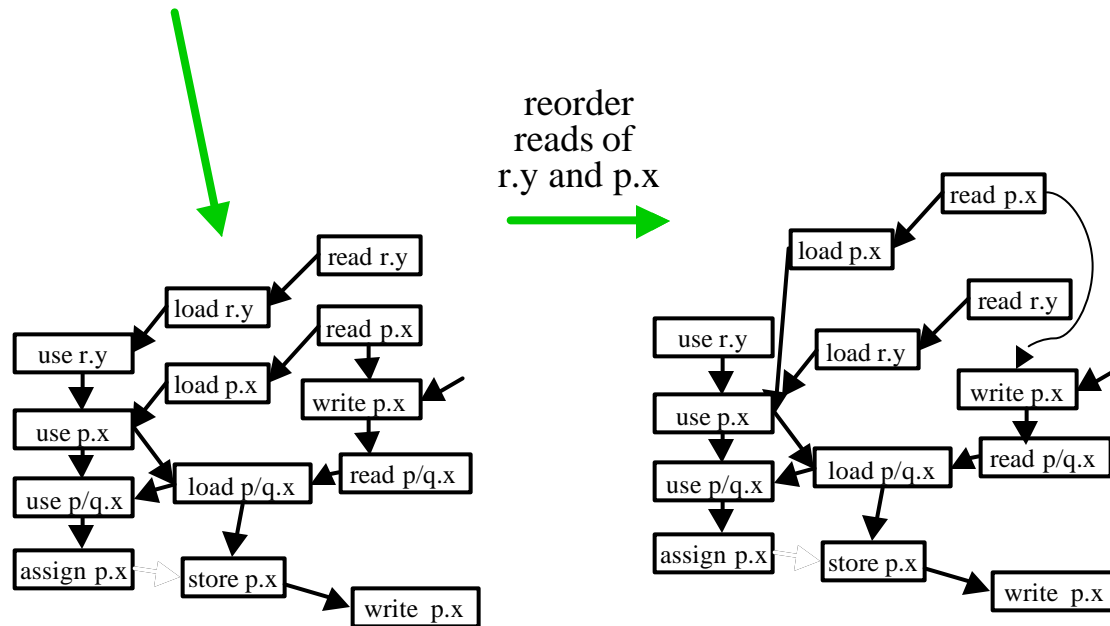 reorder
reads of
r.y and p.x
read r.y
load r.y
read p.x
use r.y
load p.x
write p.x
use p.x
read p/q.x
load p/q.x
use p/q.x
assign p.x
store p.x
write p.x
read p.x
load p.x
read r.y
use r.y
load r.y
write p.x
use p.x
read p/q.x
load p/q.x
use p/q.x
assign p.x
store p.x
write p.x